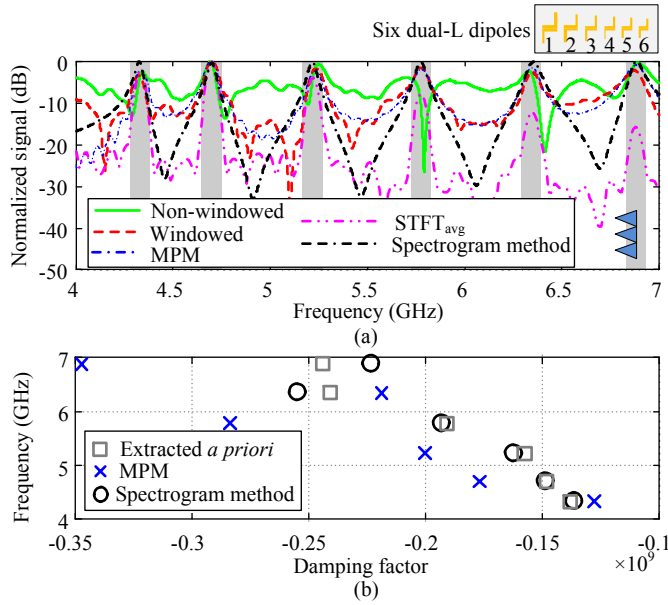 Six dual-L dipoles
1 2 3 4 5 6
Normalized signal (dB)
0
-10
-20
-30
-40
-50
Non-windowed
Windowed
MPM
STFTavg
Spectrogram method
4 4.5 5 5.5 6 6.5 7
Frequency (GHz)
(a)
Frequency (GHz)
7
6
5
4
Extracted a priori
MPM
Spectrogram method
-0.35 -0.3 -0.25 -0.2 -0.15 -0.1
×10^9
Damping factor
(b)